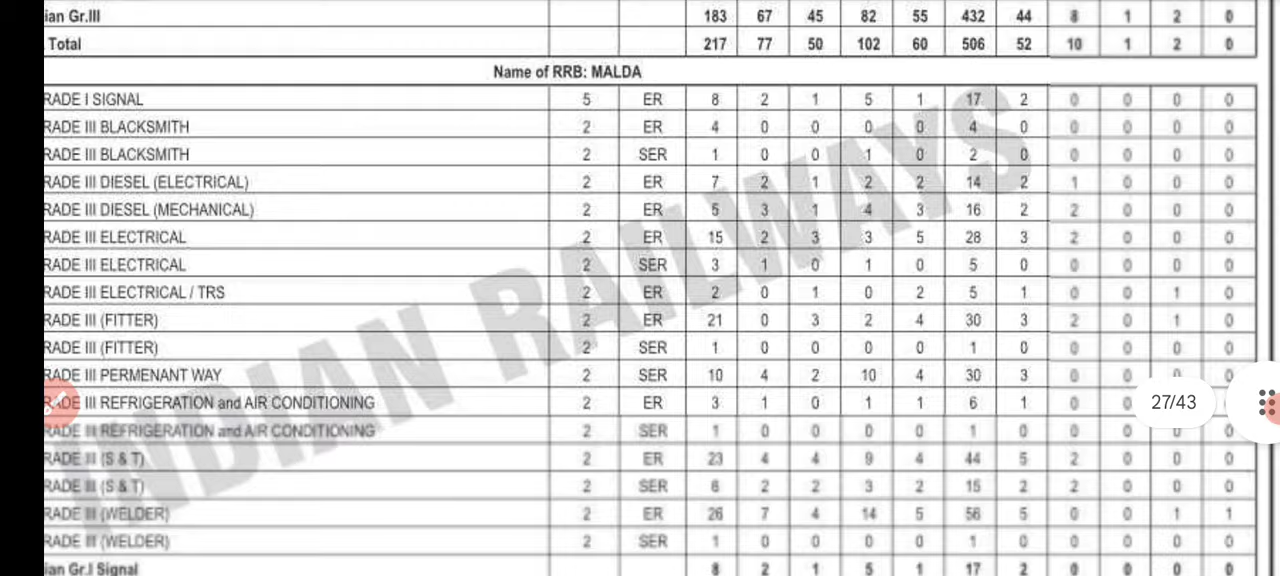 ian Gr.III 183 67 45 82 55 432 44 8 1 2 0
Total 217 77 50 102 60 506 52 10 1 2 0
Name of RRB: MALDA
RADE I SIGNAL 5 ER 8 2 1 5 1 17 2 0 0 0 0
RADE III BLACKSMITH 2 ER 4 0 0 0 0 4 0 0 0 0 0
RADE III BLACKSMITH 2 SER 1 0 0 1 0 2 0 0 0 0 0
RADE III DIESEL (ELECTRICAL) 2 ER 7 2 1 2 2 14 2 1 0 0 0
RADE III DIESEL (MECHANICAL) 2 ER 5 3 1 4 3 16 2 2 0 0 0
RADE III ELECTRICAL 2 ER 15 2 3 3 5 28 3 2 0 0 0
RADE III ELECTRICAL 2 SER 3 1 0 1 0 5 0 0 0 0 0
RADE III ELECTRICAL / TRS 2 ER 2 0 1 0 2 5 1 0 0 1 0
RADE III (FITTER) 2 ER 21 0 3 2 4 30 3 2 0 1 0
RADE III (FITTER) 2 SER 1 0 0 0 0 1 0 0 0 0 0
RADE III PERMENANT WAY 2 SER 10 4 2 10 4 30 3 0 0 0 0
RADE III REFRIGERATION and AIR CONDITIONING 2 ER 3 1 0 1 1 6 1 0 0 27/43
RADE III REFRIGERATION and AIR CONDITIONING 2 SER 1 0 0 0 0 1 0 0 0 0 0
RADE III (S & T) 2 ER 23 4 4 9 4 44 5 2 0 0 0
RADE III (S & T) 2 SER 6 2 2 3 2 15 2 2 0 0 0
RADE III (WELDER) 2 ER 26 7 4 14 5 56 5 0 0 1 1
RADE III (WELDER) 2 SER 1 0 0 0 0 1 0 0 0 0 0
ian Gr.I Signal 8 2 1 5 1 17 2 0 0 0 0
INDIAN RAILWAYS